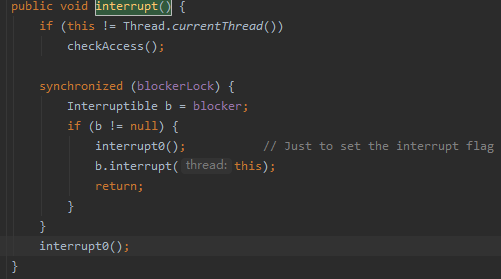 public void interrupt() {
    if (this != Thread.currentThread())
        checkAccess();

    synchronized (blockerLock) {
        Interruptible b = blocker;
        if (b != null) {
            interrupt0();           // Just to set the interrupt flag
            b.interrupt( thread: this);
            return;
        }
    }
    interrupt0();
}